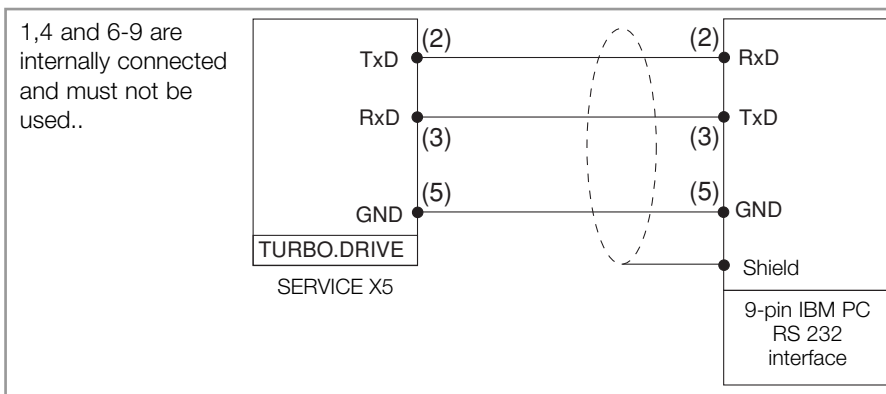 1,4 and 6-9 are
internally connected
and must not be
used..
TxD
(2)
(2)
RxD
RxD
(3)
(3)
TxD
GND
(5)
(5)
GND
TURBO.DRIVE
SERVICE X5
Shield
9-pin IBM PC
RS 232
interface